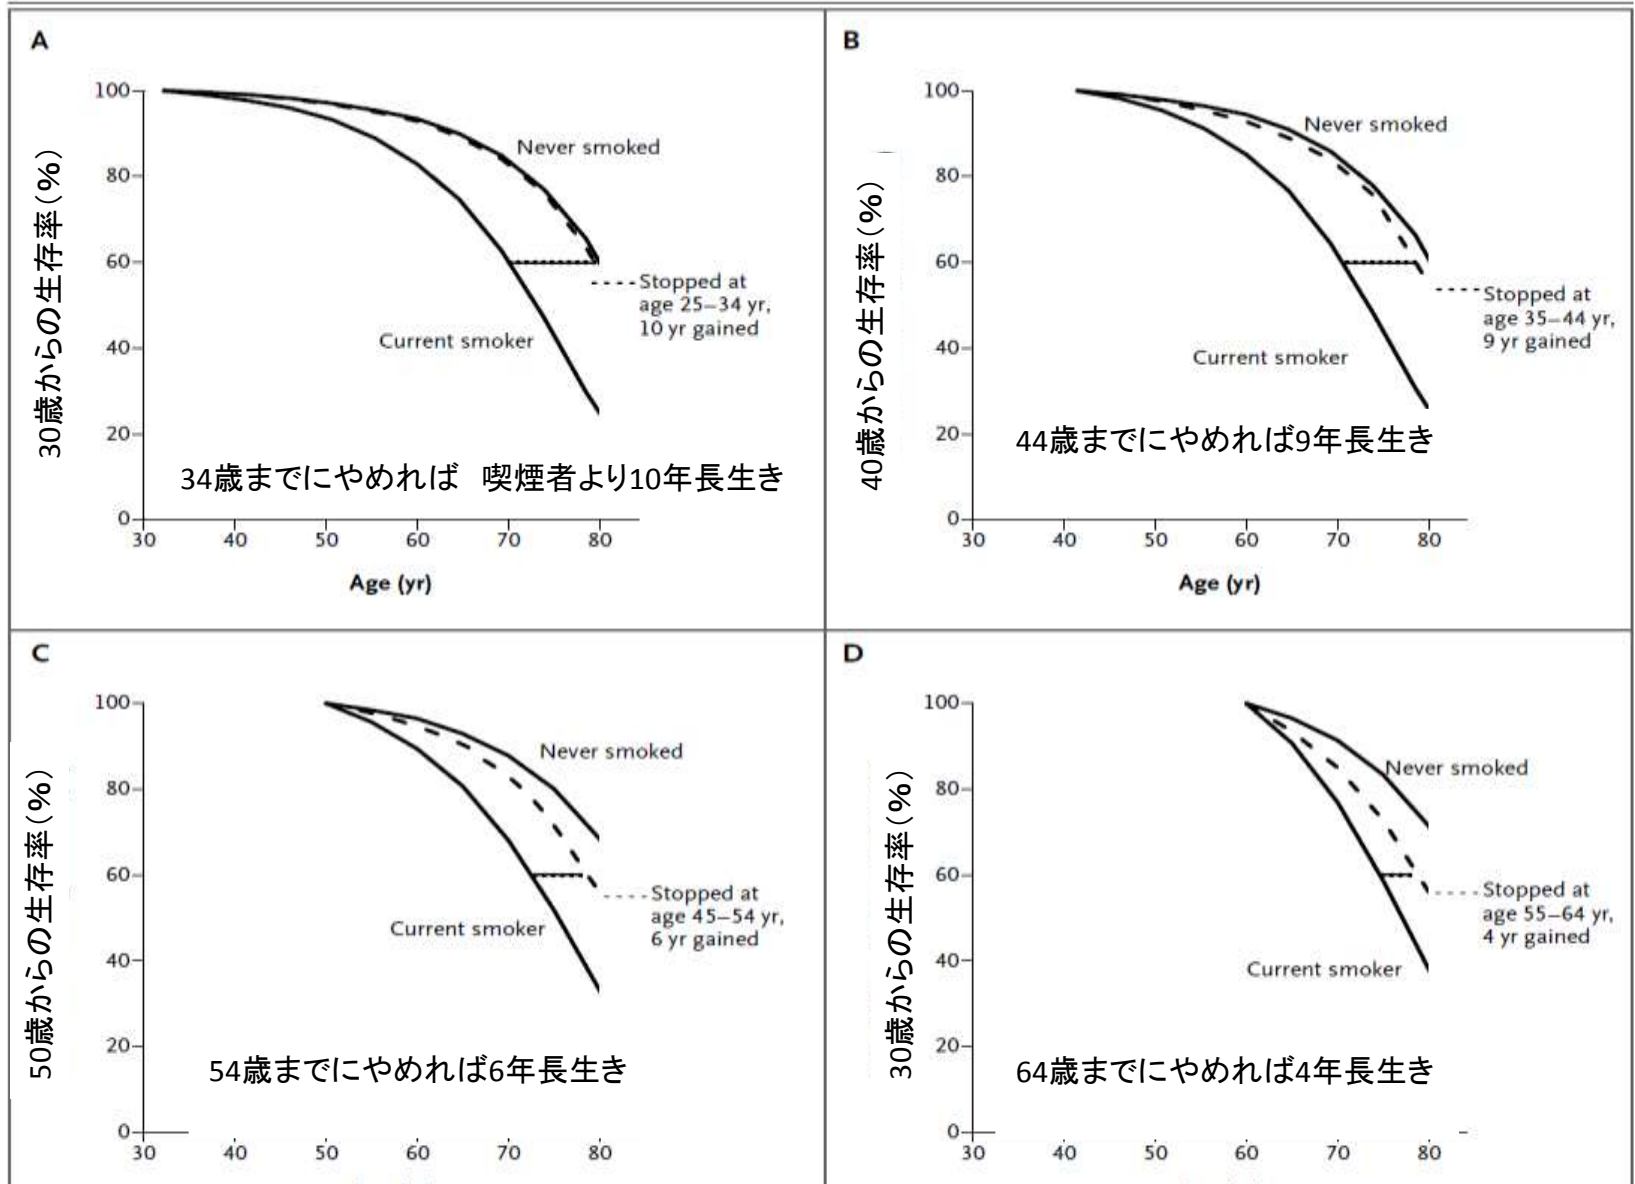 A
30歳からの生存率(%)
100
80
60
40
20
0
Never smoked
Stopped at
age 25–34 yr,
10 yr gained
Current smoker
34歳までにやめれば 喫煙者より10年長生き
30 40 50 60 70 80
Age (yr)
B
40歳からの生存率(%)
100
80
60
40
20
0
Never smoked
Stopped at
age 35–44 yr,
9 yr gained
Current smoker
44歳までにやめれば9年長生き
30 40 50 60 70 80
Age (yr)
C
50歳からの生存率(%)
100
80
60
40
20
0
Never smoked
Stopped at
age 45–54 yr,
6 yr gained
Current smoker
54歳までにやめれば6年長生き
30 40 50 60 70 80
D
30歳からの生存率(%)
100
80
60
40
20
0
Never smoked
Stopped at
age 55–64 yr,
4 yr gained
Current smoker
64歳までにやめれば4年長生き
30 40 50 60 70 80